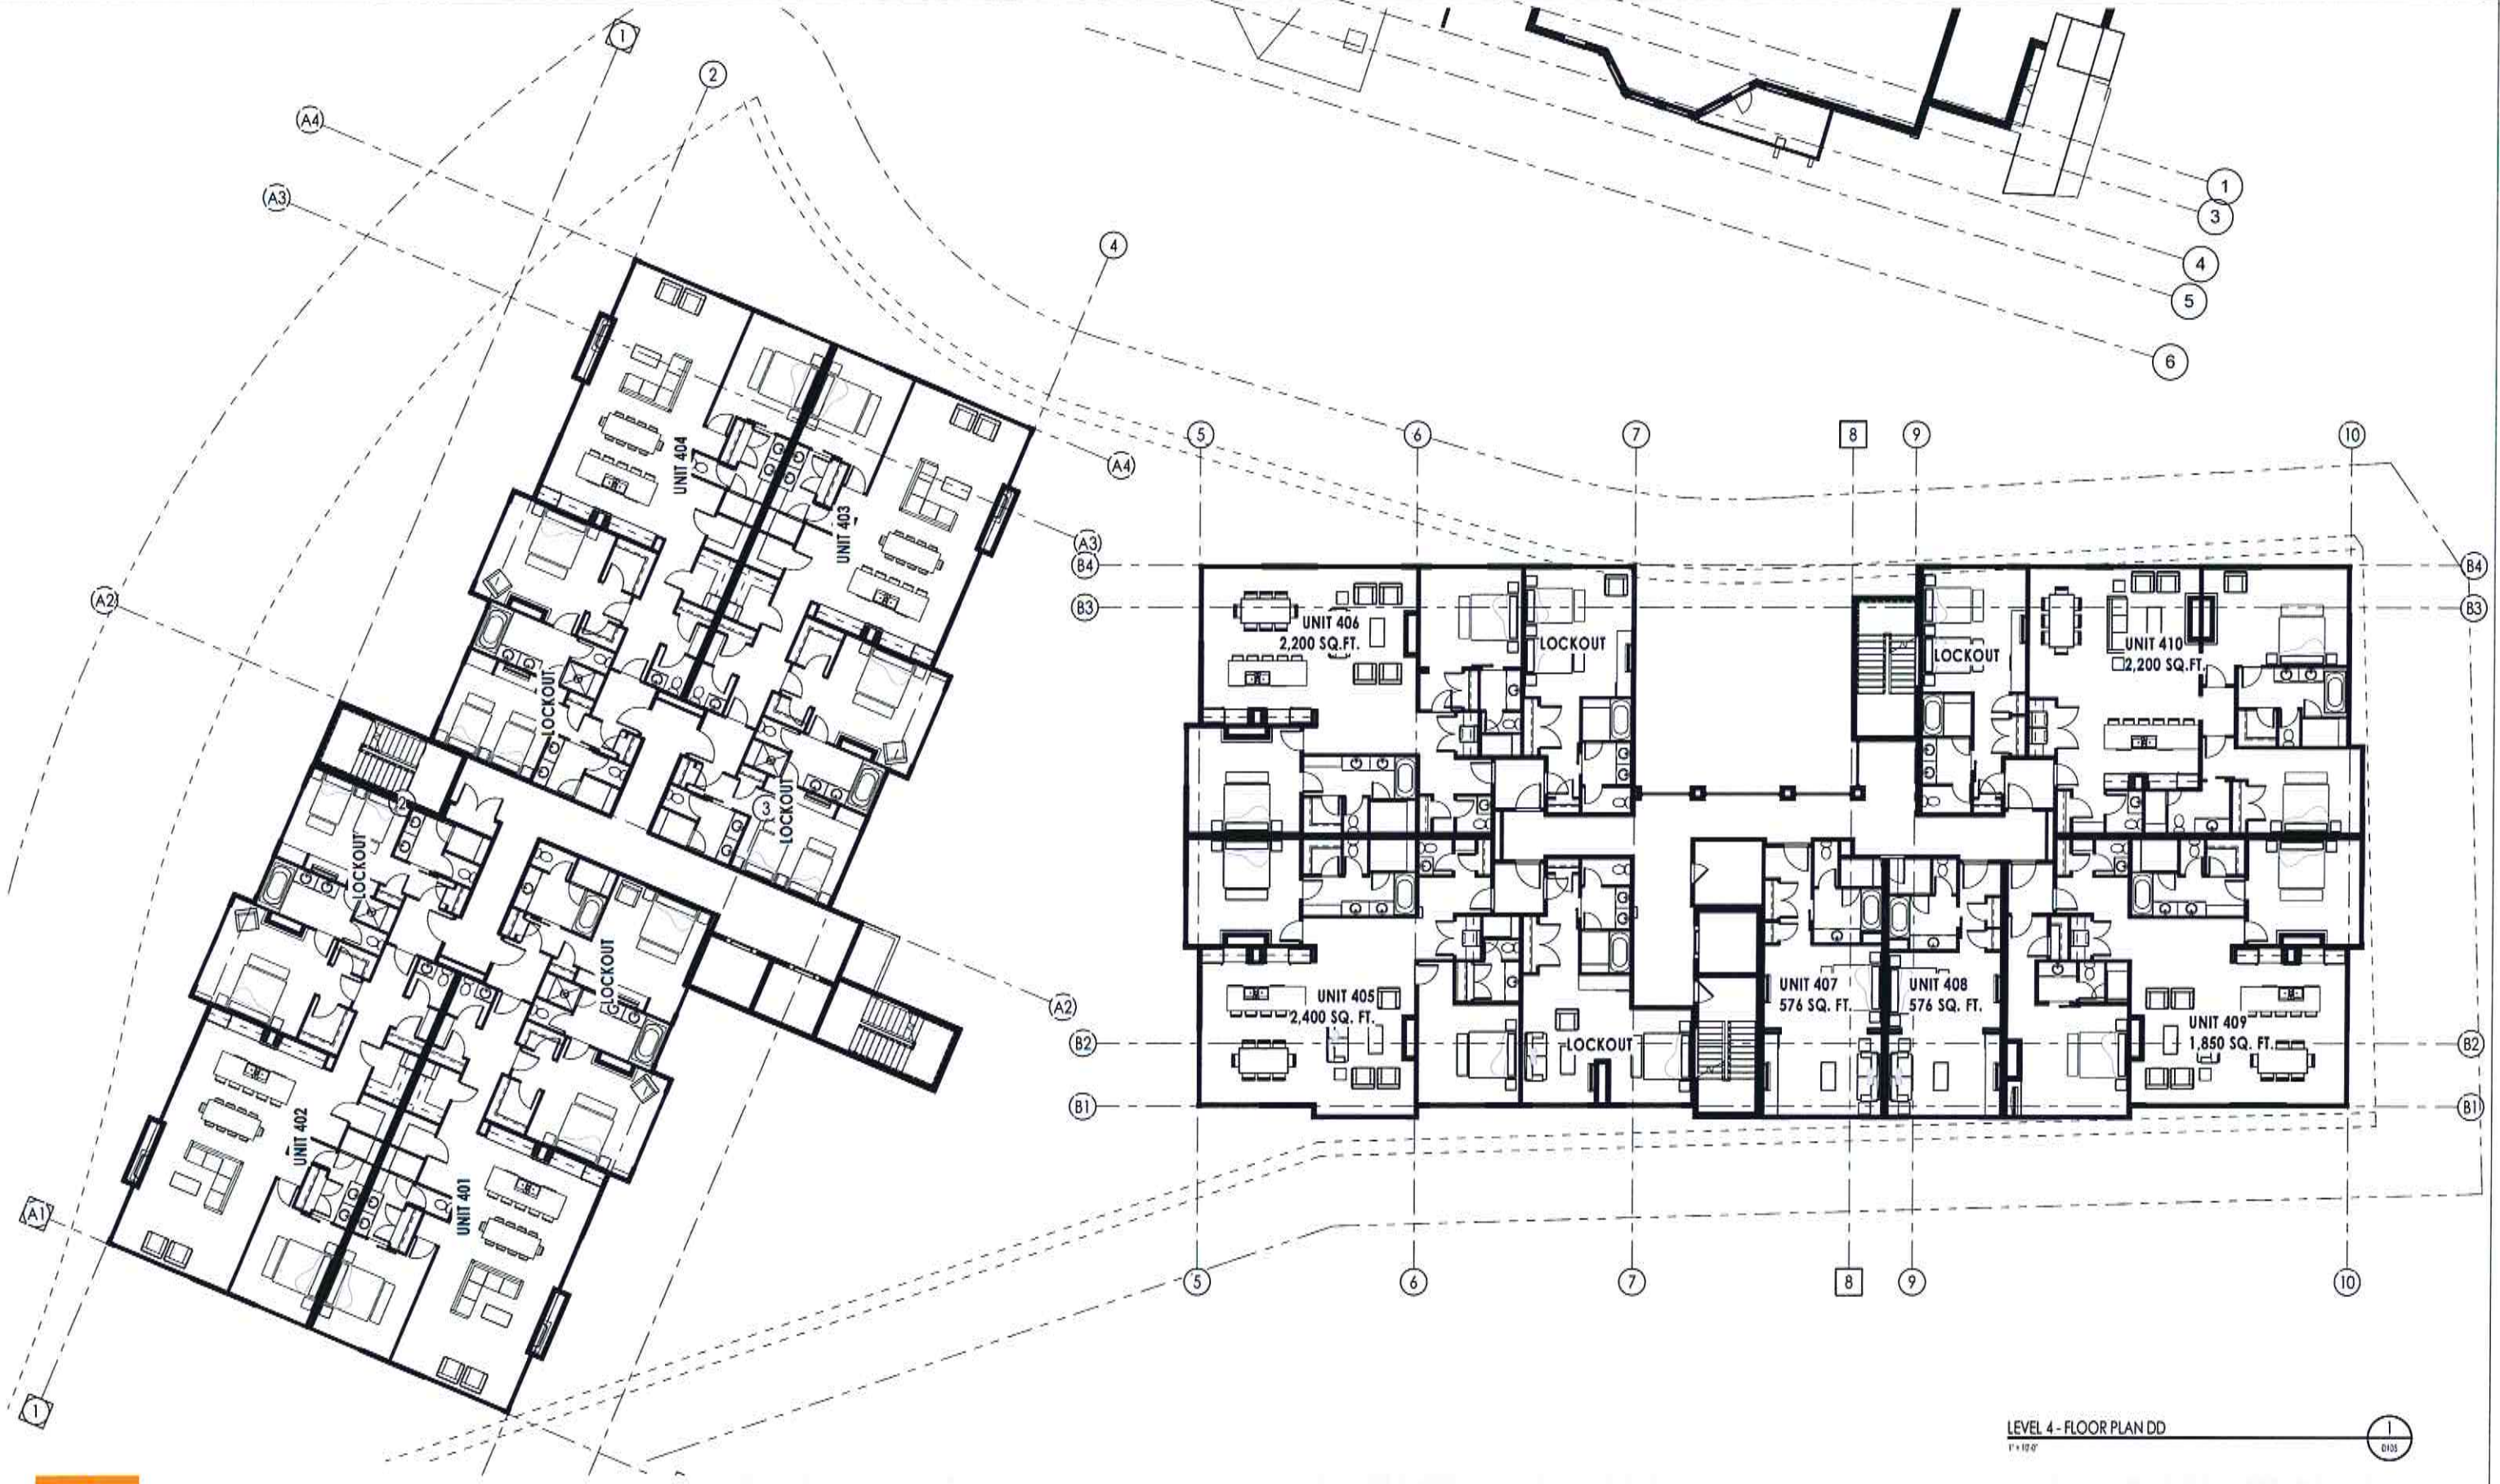 1
2
A4
A3
4
A2
UNIT 404
UNIT 403
A4
A3
LOCKOUT
2
3
LOCKOUT
LOCKOUT
LOCKOUT
A2
UNIT 402
UNIT 401
A1
1
1
3
4
5
6
5
6
7
8
9
10
B4
B4
B3
B3
UNIT 406
2,200 SQ.FT.
LOCKOUT
LOCKOUT
UNIT 410
2,200 SQ.FT.
UNIT 405
2,400 SQ. FT.
LOCKOUT
UNIT 407
576 SQ. FT.
UNIT 408
576 SQ. FT.
UNIT 409
1,850 SQ. FT.
B2
B2
B1
B1
5
6
7
8
9
10
LEVEL 4 - FLOOR PLAN DD
1
D105